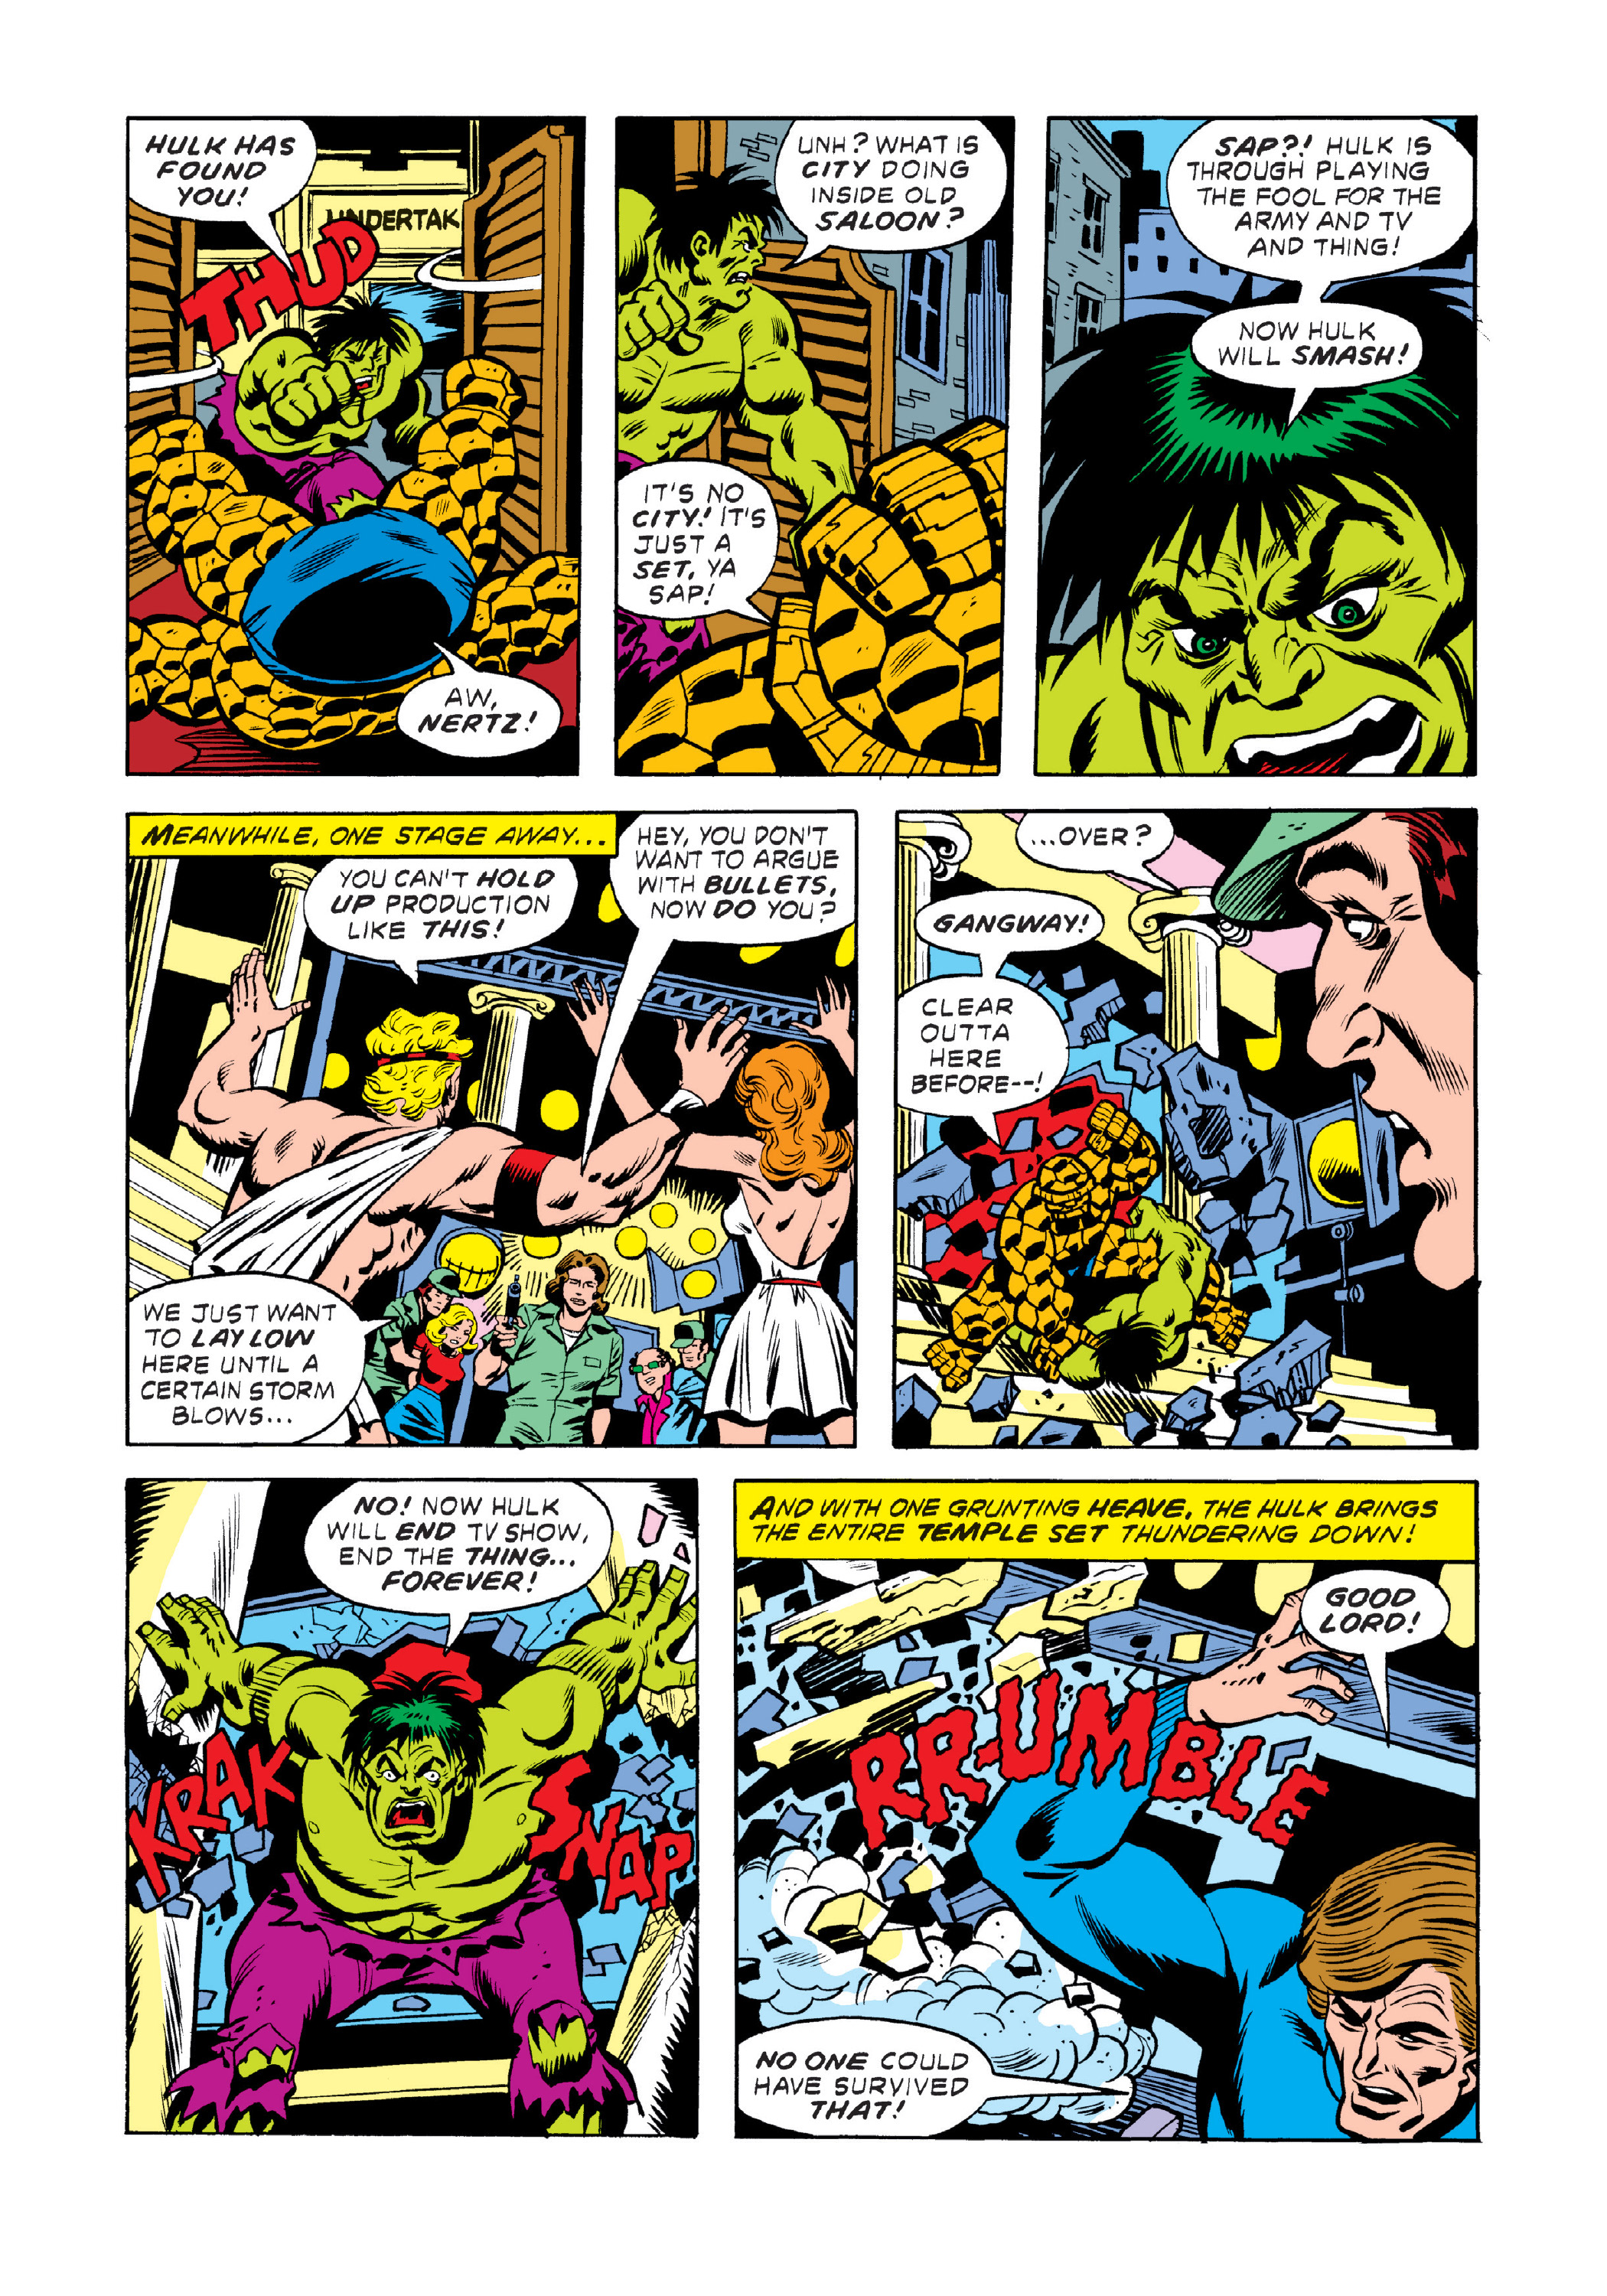 HULK HAS
FOUND
YOU!
UNDERTAK
THUD
AW,
NERTZ!
UNH? WHAT IS
CITY DOING
INSIDE OLD
SALOON?
IT'S NO
CITY! IT'S
JUST A
SET, YA
SAP!
SAP?! HULK IS
THROUGH PLAYING
THE FOOL FOR THE
ARMY AND TV
AND THING!
NOW HULK
WILL SMASH!
MEANWHILE, ONE STAGE AWAY...
YOU CAN'T HOLD
UP PRODUCTION
LIKE THIS!
HEY, YOU DON'T
WANT TO ARGUE
WITH BULLETS,
NOW DO YOU?
WE JUST WANT
TO LAY LOW
HERE UNTIL A
CERTAIN STORM
BLOWS...
...OVER?
GANGWAY!
CLEAR
OUTTA
HERE
BEFORE--!
NO! NOW HULK
WILL END TV SHOW,
END THE THING...
FOREVER!
KRAK
SNAP
AND WITH ONE GRUNTING HEAVE, THE HULK BRINGS
THE ENTIRE TEMPLE SET THUNDERING DOWN!
GOOD
LORD!
RR-UMBLE
NO ONE COULD
HAVE SURVIVED
THAT!